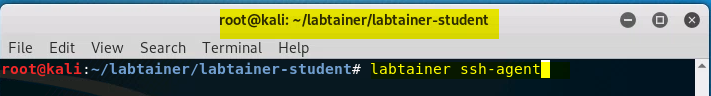 root@kali: ~/labtainer/labtainer-student
File Edit View Search Terminal Help
root@kali:~/labtainer/labtainer-student# labtainer ssh-agent